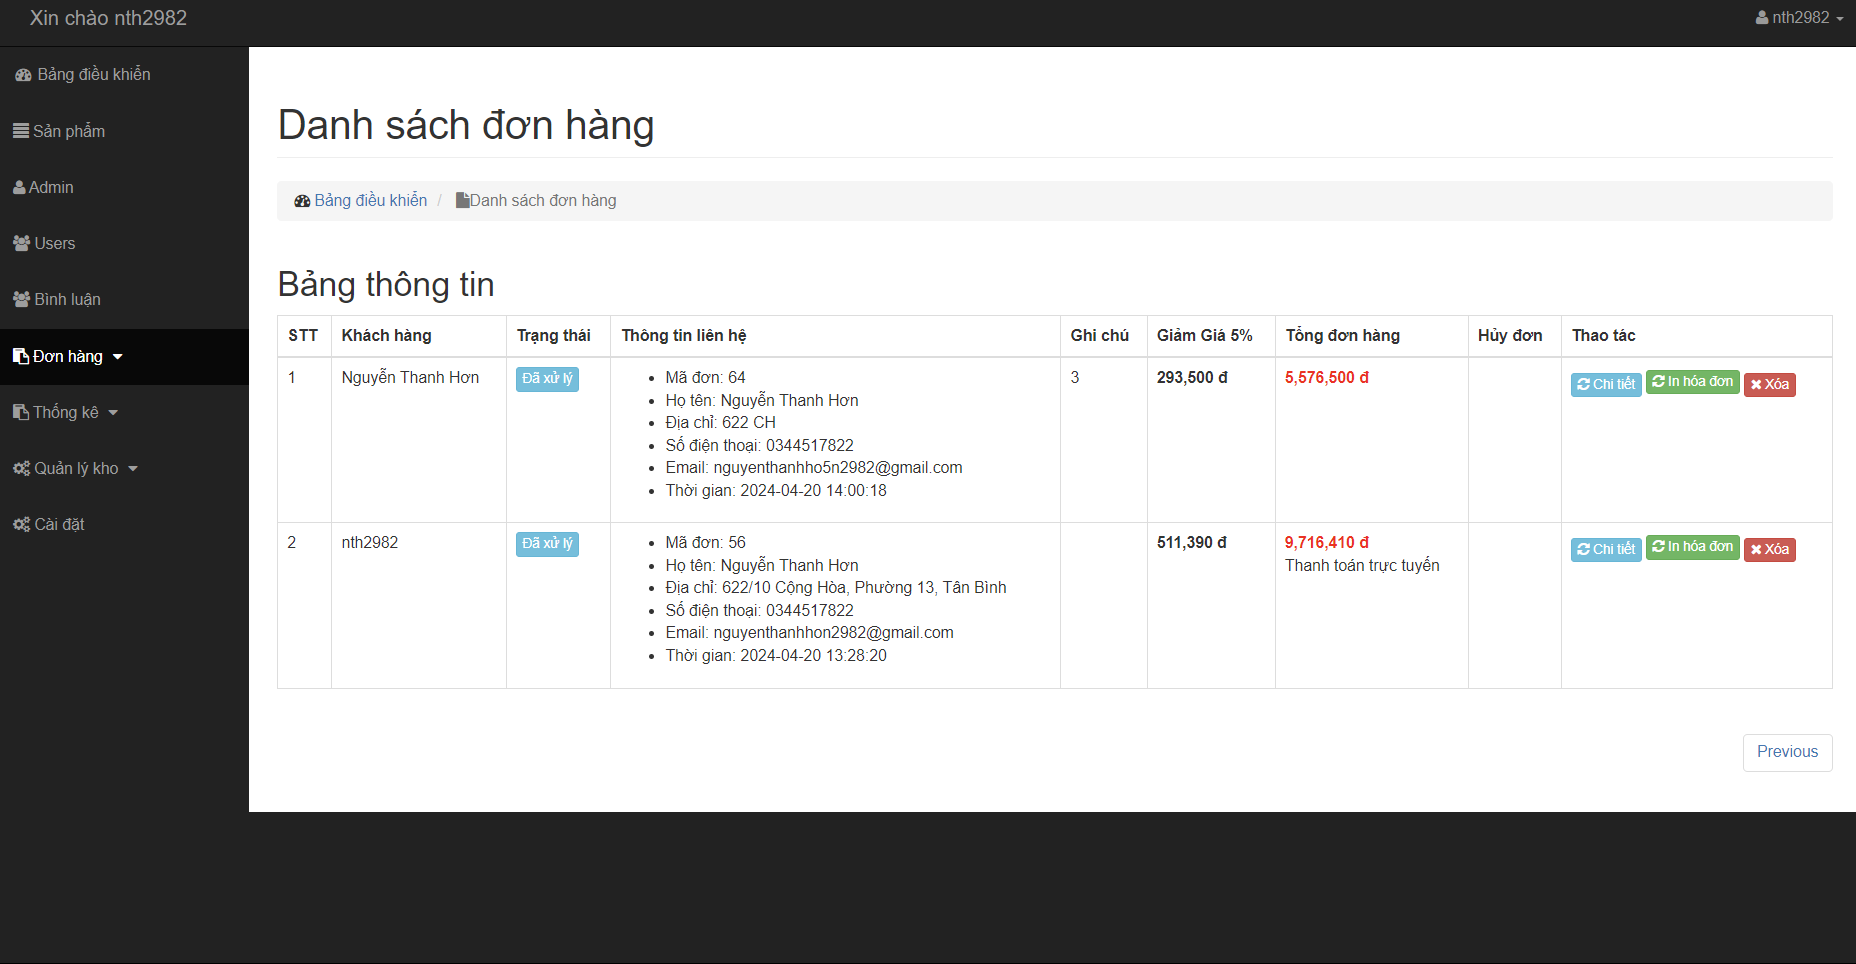 Xin chào nth2982
nth2982
Bảng điều khiển
Sản phẩm
Admin
Users
Bình luận
Đơn hàng
Thống kê
Quản lý kho
Cài đặt
Danh sách đơn hàng
Bảng điều khiển / Danh sách đơn hàng
Bảng thông tin
STT Khách hàng Trạng thái Thông tin liên hệ Ghi chú Giảm Giá 5% Tổng đơn hàng Hủy đơn Thao tác
1 Nguyễn Thanh Hơn Đã xử lý Mã đơn: 64 3 293,500 đ 5,576,500 đ Chi tiết In hóa đơn Xóa
Họ tên: Nguyễn Thanh Hơn
Địa chỉ: 622 CH
Số điện thoại: 0344517822
Email: nguyenthanhho5n2982@gmail.com
Thời gian: 2024-04-20 14:00:18
2 nth2982 Đã xử lý Mã đơn: 56 511,390 đ 9,716,410 đ Chi tiết In hóa đơn Xóa
Họ tên: Nguyễn Thanh Hơn Thanh toán trực tuyến
Địa chỉ: 622/10 Cộng Hòa, Phường 13, Tân Bình
Số điện thoại: 0344517822
Email: nguyenthanhhon2982@gmail.com
Thời gian: 2024-04-20 13:28:20
Previous